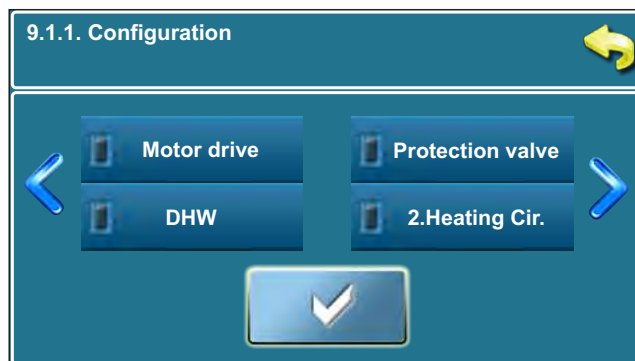 9.1.1. Configuration
Motor drive
Protection valve
DHW
2.Heating Cir.